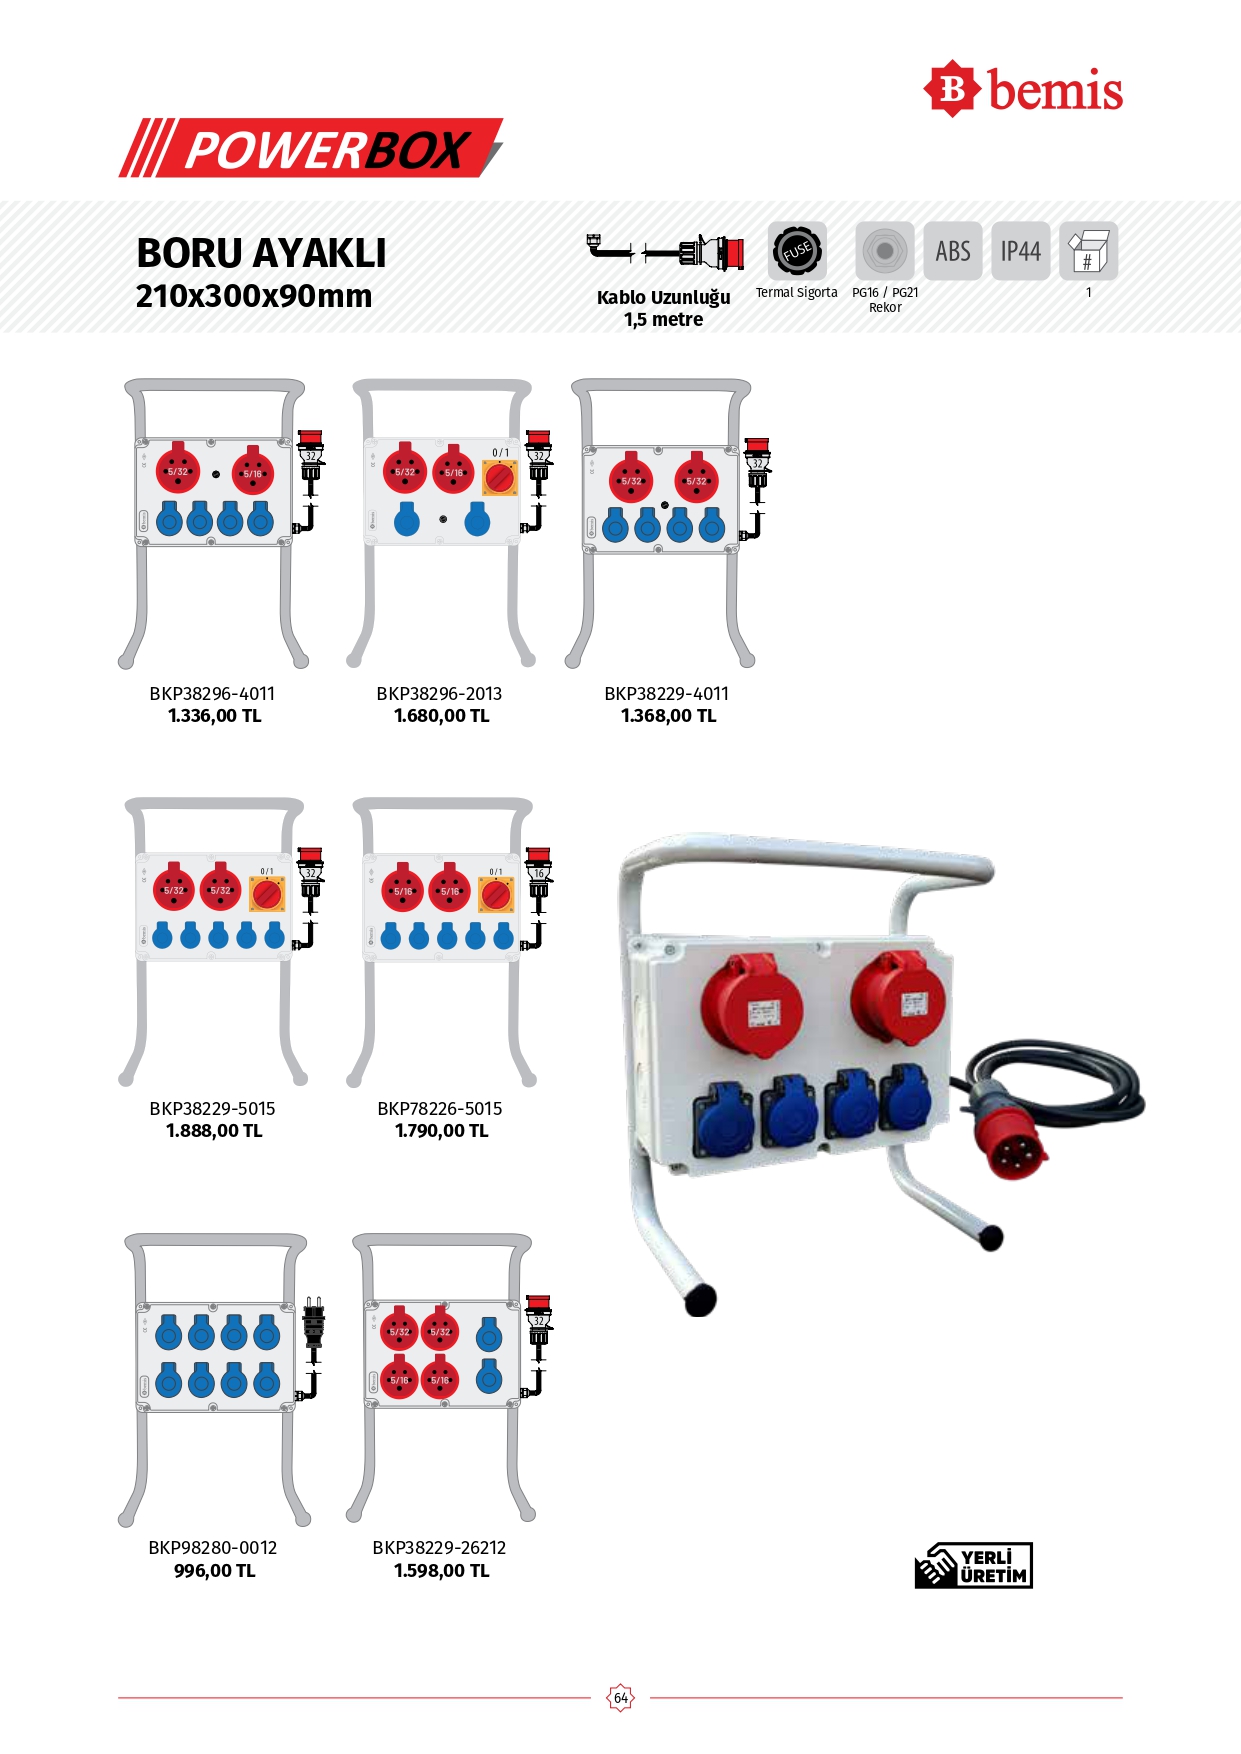 bemis
POWERBOX
BORU AYAKLI
210x300x90mm
Kablo Uzunluğu
1,5 metre
FUSE
Termal Sigorta
PG16 / PG21
Rekor
ABS
IP44
#
1
5/32
5/16
32
BKP38296-4011
1.336,00 TL
5/32
5/16
0/1
32
BKP38296-2013
1.680,00 TL
5/32
5/32
32
BKP38229-4011
1.368,00 TL
5/32
5/32
0/1
32
BKP38229-5015
1.888,00 TL
5/16
5/16
0/1
16
BKP78226-5015
1.790,00 TL
BKP98280-0012
996,00 TL
5/32
5/32
5/16
5/16
32
BKP38229-26212
1.598,00 TL
YERLİ
ÜRETİM
64